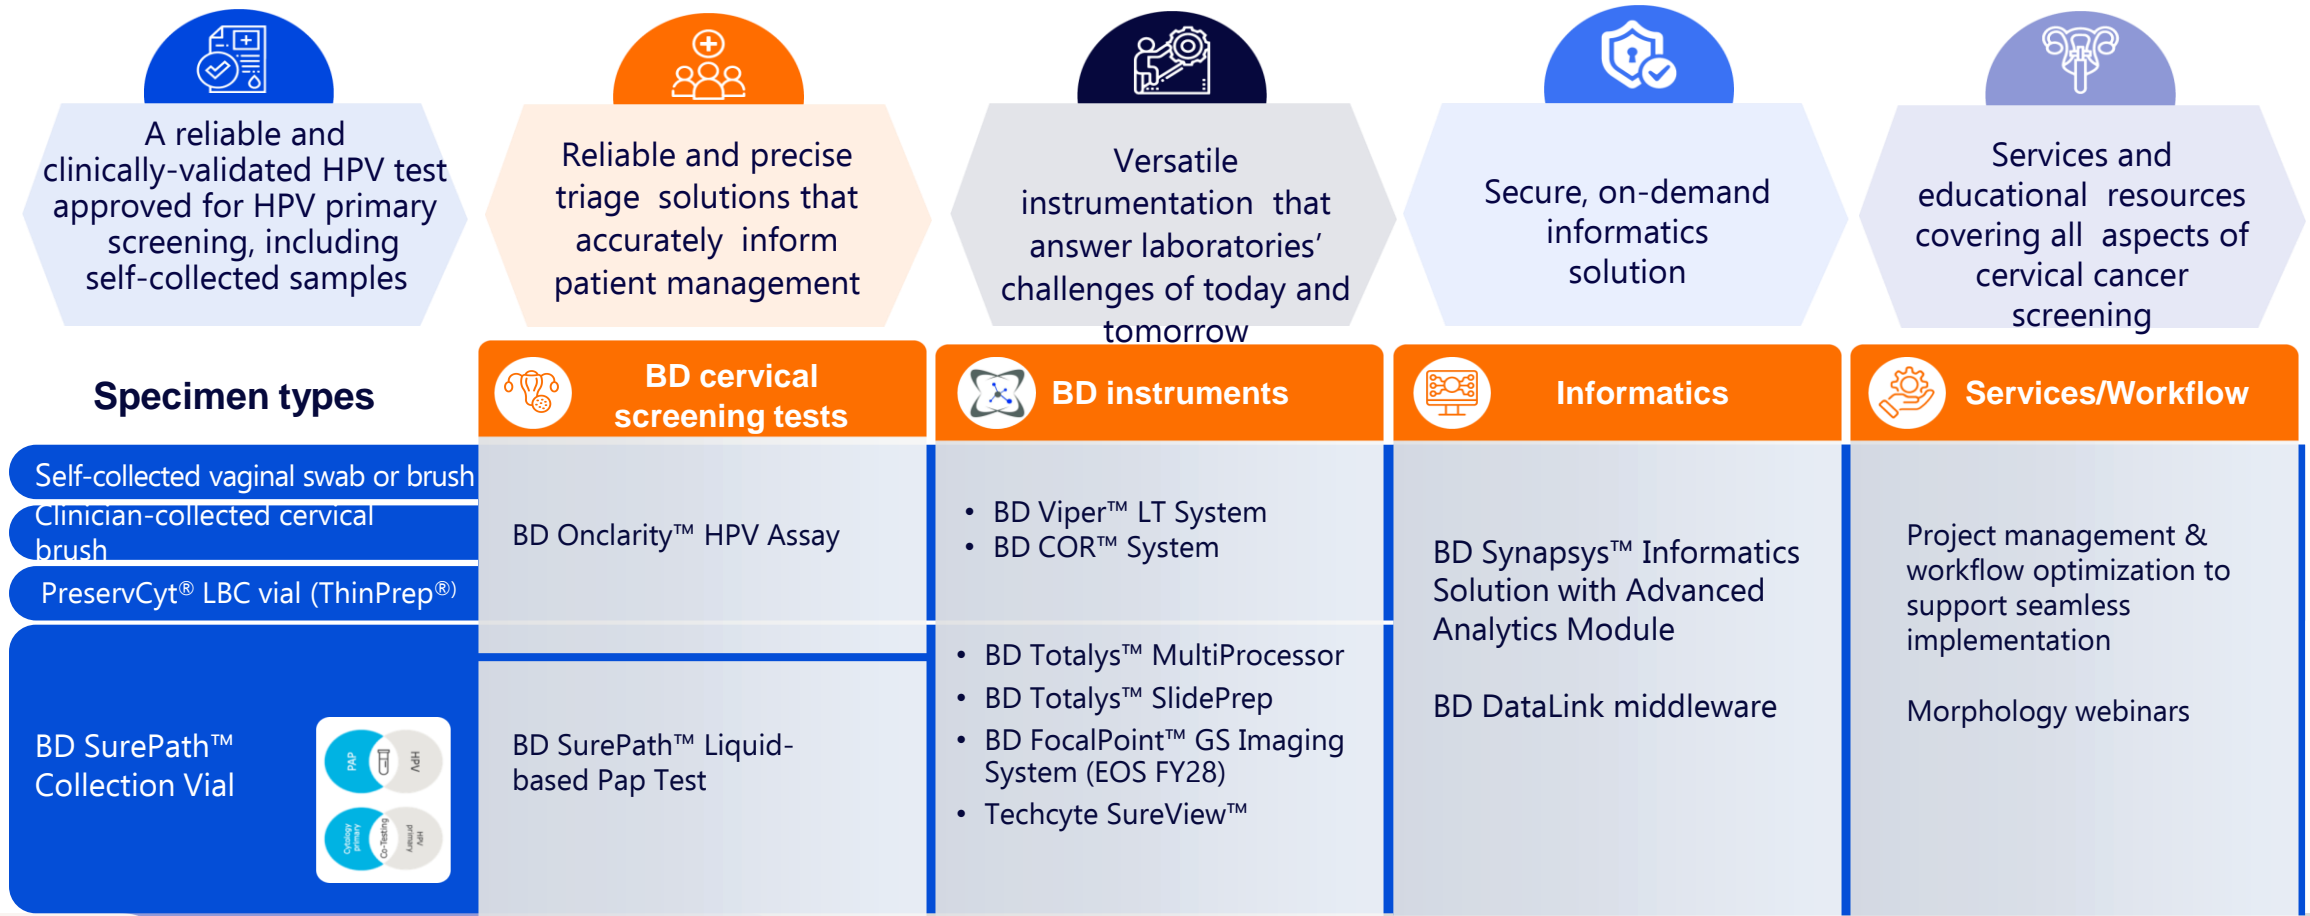 A reliable and
clinically-validated HPV test
approved for HPV primary
screening, including
self-collected samples
Reliable and precise
triage solutions that
accurately inform
patient management
Versatile
instrumentation that
answer laboratories’
challenges of today and
tomorrow
Secure, on-demand
informatics
solution
Services and
educational resources
covering all aspects of
cervical cancer
screening
Specimen types
BD cervical
screening tests
BD instruments
Informatics
Services/Workflow
Self-collected vaginal swab or brush
Clinician-collected cervical
brush
PreservCyt® LBC vial (ThinPrep®)
BD SurePath™
Collection Vial
PAP
HPV
Cytology
primary
Co-Testing
HPV
primary
BD Onclarity™ HPV Assay
BD SurePath™ Liquid-
based Pap Test
• BD Viper™ LT System
• BD COR™ System
• BD Totalys™ MultiProcessor
• BD Totalys™ SlidePrep
• BD FocalPoint™ GS Imaging
System (EOS FY28)
• Techcyte SureView™
BD Synapsys™ Informatics
Solution with Advanced
Analytics Module
BD DataLink middleware
Project management &
workflow optimization to
support seamless
implementation
Morphology webinars